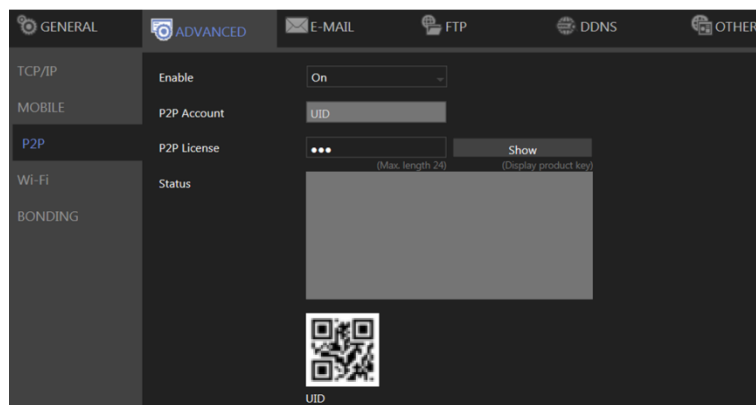 GENERAL
ADVANCED
E-MAIL
FTP
DDNS
OTHER
TCP/IP
MOBILE
P2P
Wi-Fi
BONDING
Enable
On
P2P Account
UID
P2P License
•••
Show
(Max. length 24)
(Display product key)
Status
UID